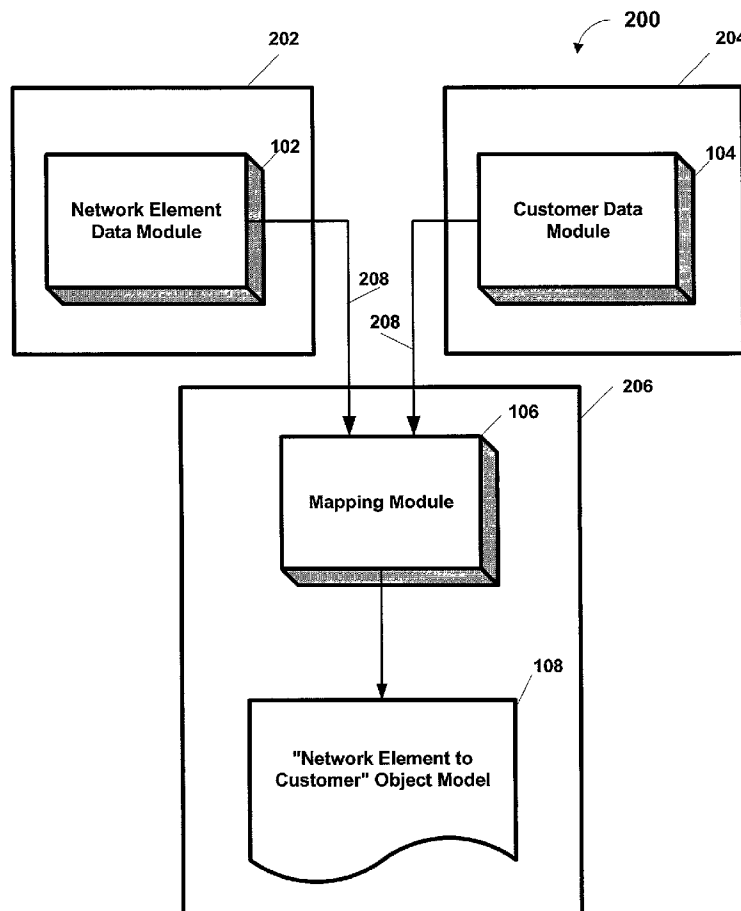 200
202
204
102
104
Network Element
Data Module
Customer Data
Module
208
208
206
106
Mapping Module
108
"Network Element to
Customer" Object Model